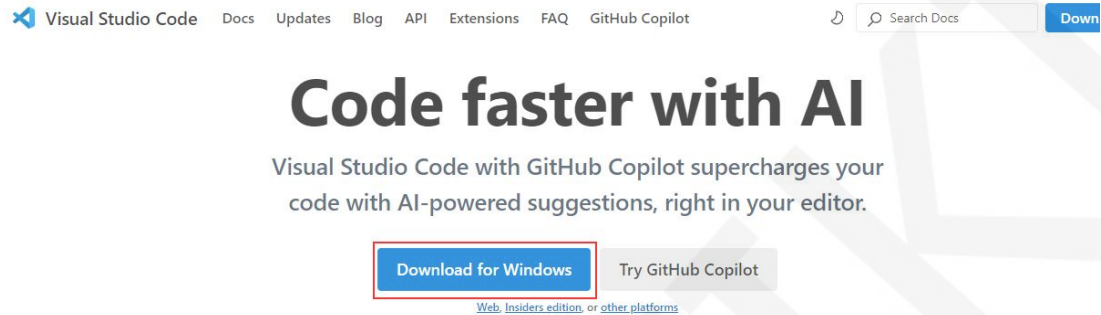 Visual Studio Code Docs Updates Blog API Extensions FAQ GitHub Copilot Search Docs Down
Code faster with AI
Visual Studio Code with GitHub Copilot supercharges your
code with AI-powered suggestions, right in your editor.
Download for Windows Try GitHub Copilot
Web, Insiders edition, or other platforms